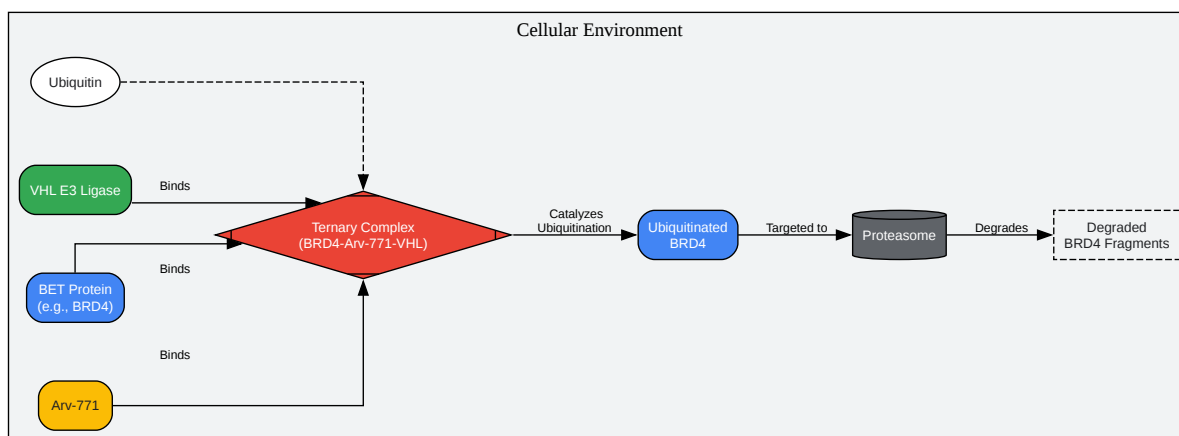 Cellular Environment
Ubiquitin
VHL E3 Ligase
Binds
BET Protein
(e.g., BRD4)
Binds
Arv-771
Binds
Ternary Complex
(BRD4-Arv-771-VHL)
Catalyzes
Ubiquitination
Ubiquitinated
BRD4
Targeted to
Proteasome
Degrades
Degraded
BRD4 Fragments